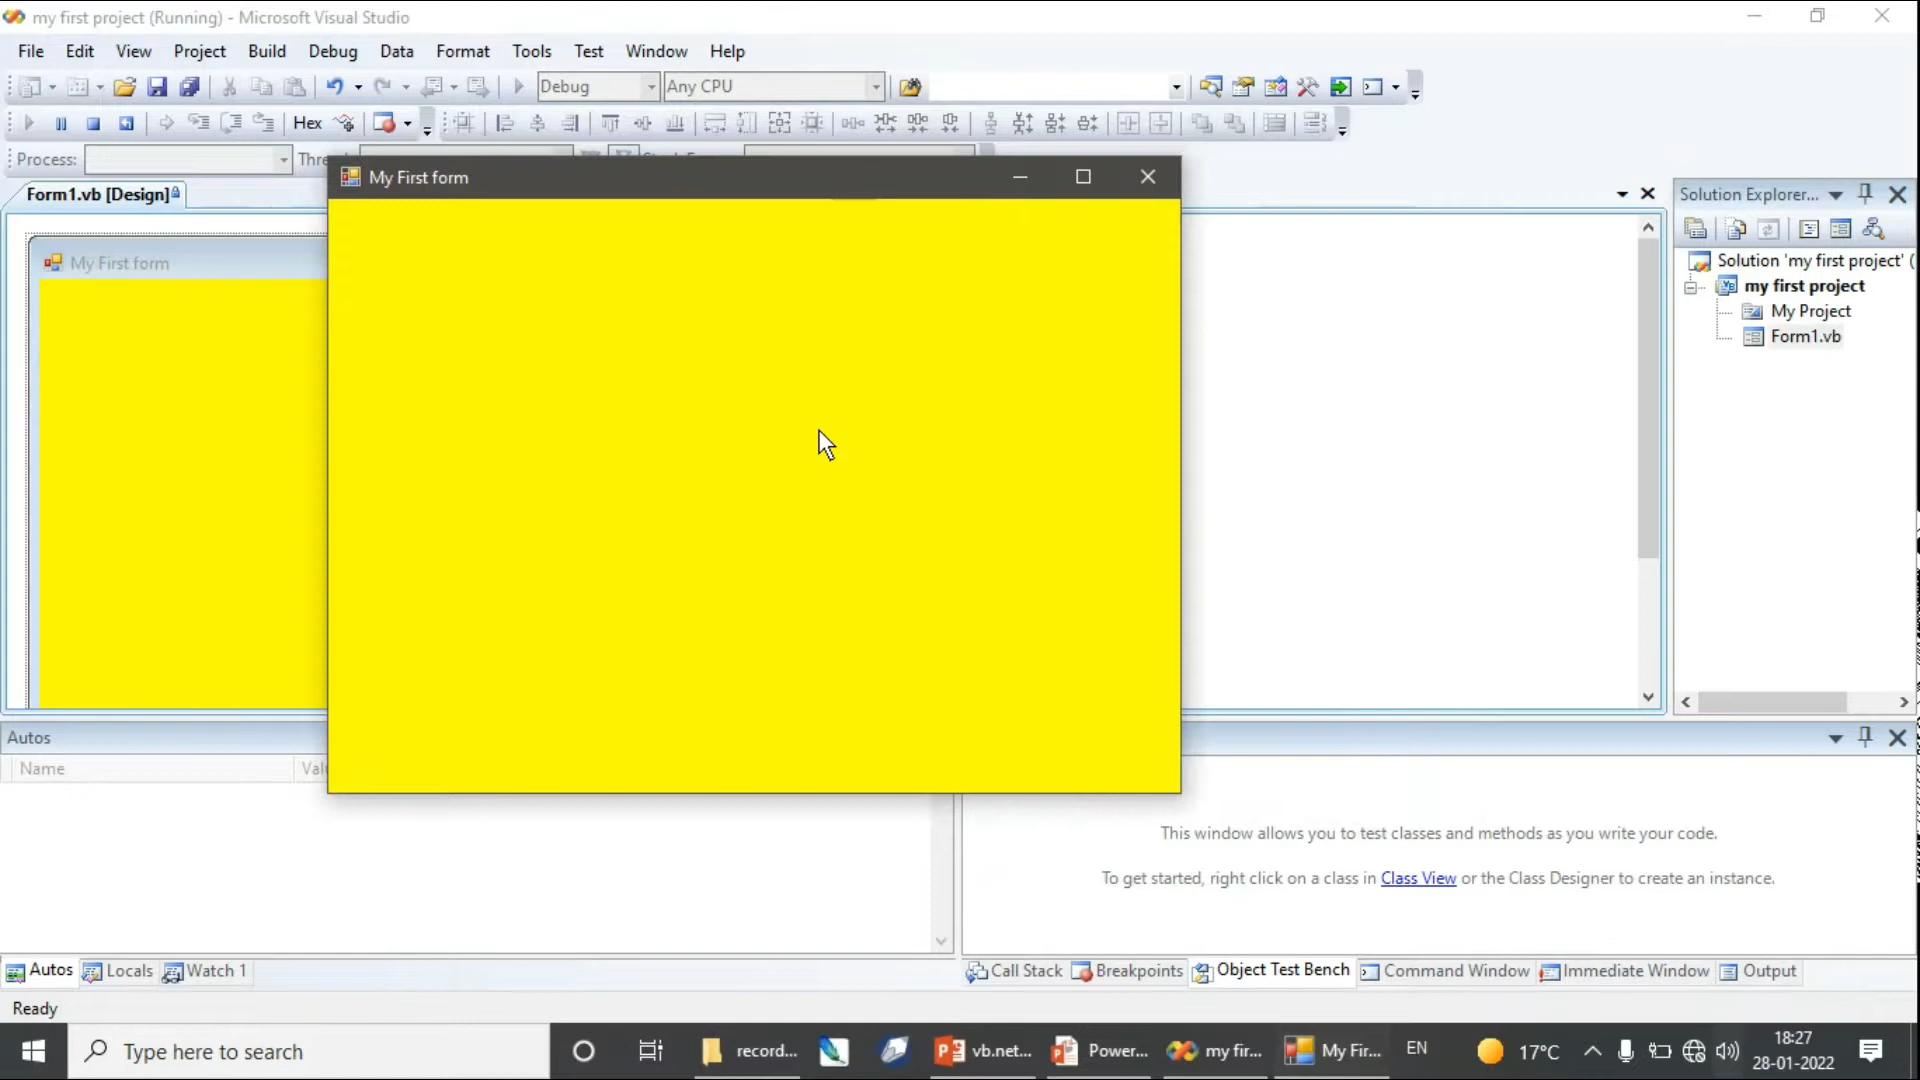 my first project (Running) - Microsoft Visual Studio
File Edit View Project Build Debug Data Format Tools Test Window Help
Debug Any CPU
Hex
Process:
My First form
Form1.vb [Design]
Solution Explorer...
My First form
Solution 'my first project' (
my first project
My Project
Form1.vb
Autos
Name
This window allows you to test classes and methods as you write your code.
To get started, right click on a class in Class View or the Class Designer to create an instance.
Autos Locals Watch 1
Call Stack Breakpoints Object Test Bench Command Window Immediate Window Output
Ready
Type here to search
record... vb.net... Power... my fir... My Fir... EN 17°C
18:27
28-01-2022